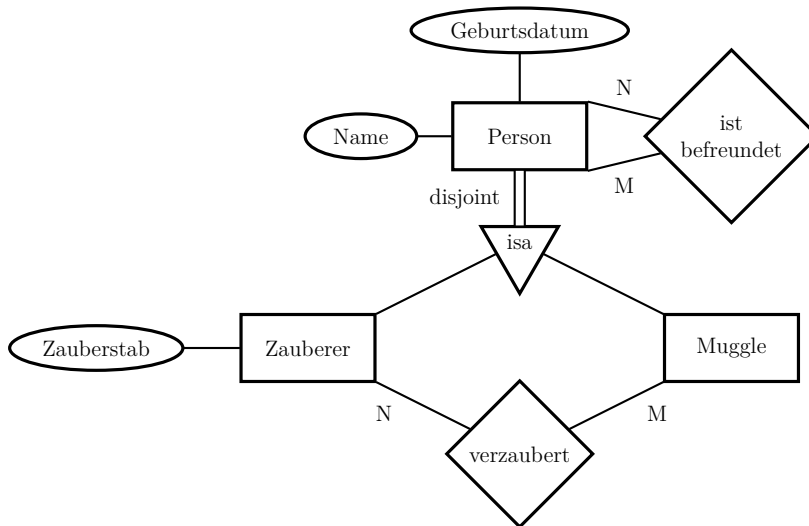 Geburtsdatum
N
Name
Person
ist
befreundet
M
disjoint
isa
Zauberstab
Zauberer
Muggle
N
M
verzaubert